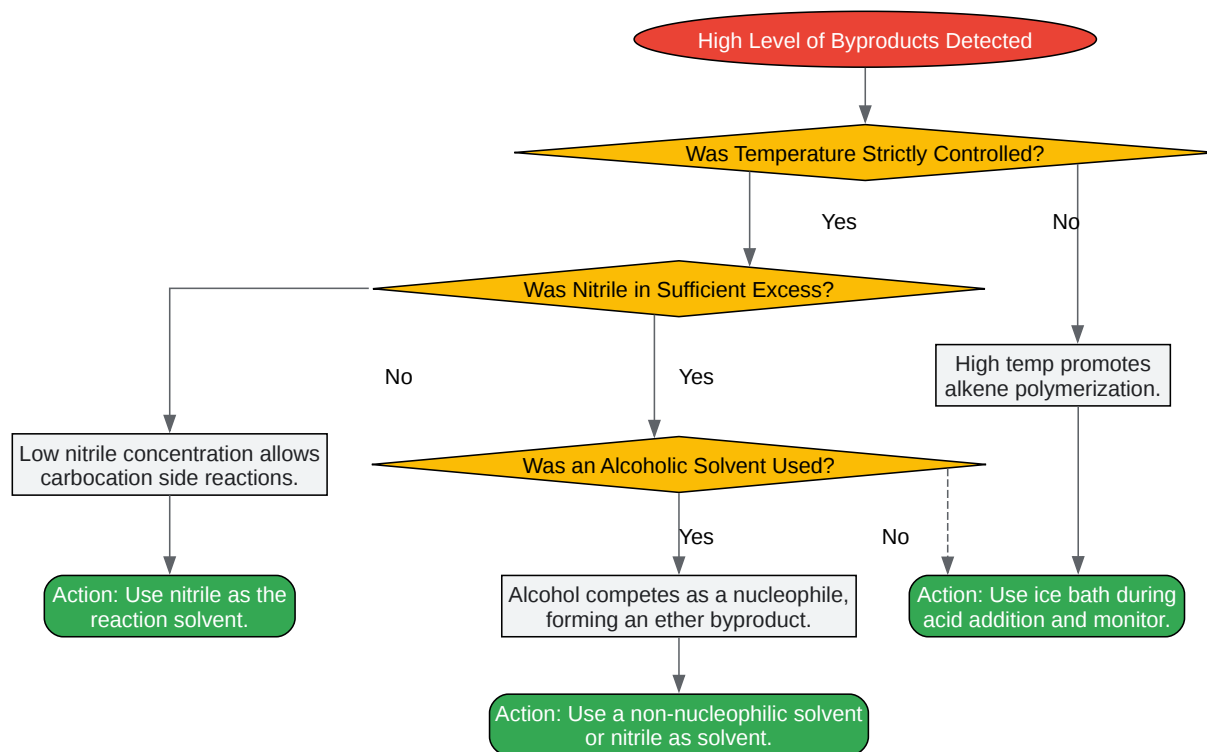 High Level of Byproducts Detected
Was Temperature Strictly Controlled?
Yes
No
Was Nitrile in Sufficient Excess?
No
Yes
High temp promotes
alkene polymerization.
Low nitrile concentration allows
carbocation side reactions.
Was an Alcoholic Solvent Used?
Yes
No
Action: Use nitrile as the
reaction solvent.
Alcohol competes as a nucleophile,
forming an ether byproduct.
Action: Use ice bath during
acid addition and monitor.
Action: Use a non-nucleophilic solvent
or nitrile as solvent.